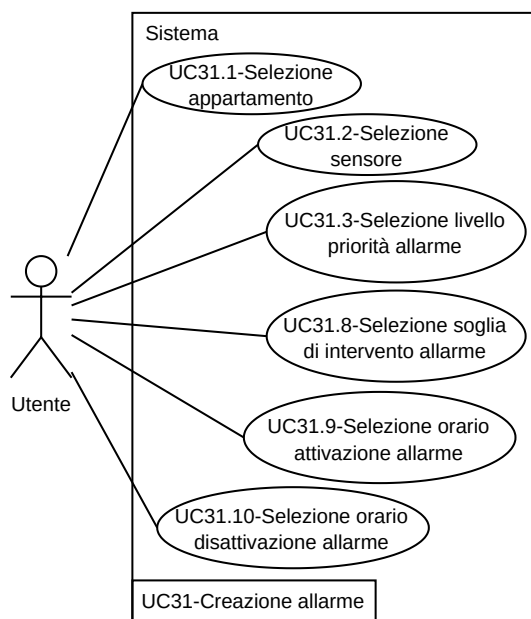 Sistema
UC31.1-Selezione
appartamento
UC31.2-Selezione
sensore
UC31.3-Selezione livello
priorità allarme
UC31.8-Selezione soglia
di intervento allarme
Utente
UC31.9-Selezione orario
attivazione allarme
UC31.10-Selezione orario
disattivazione allarme
UC31-Creazione allarme